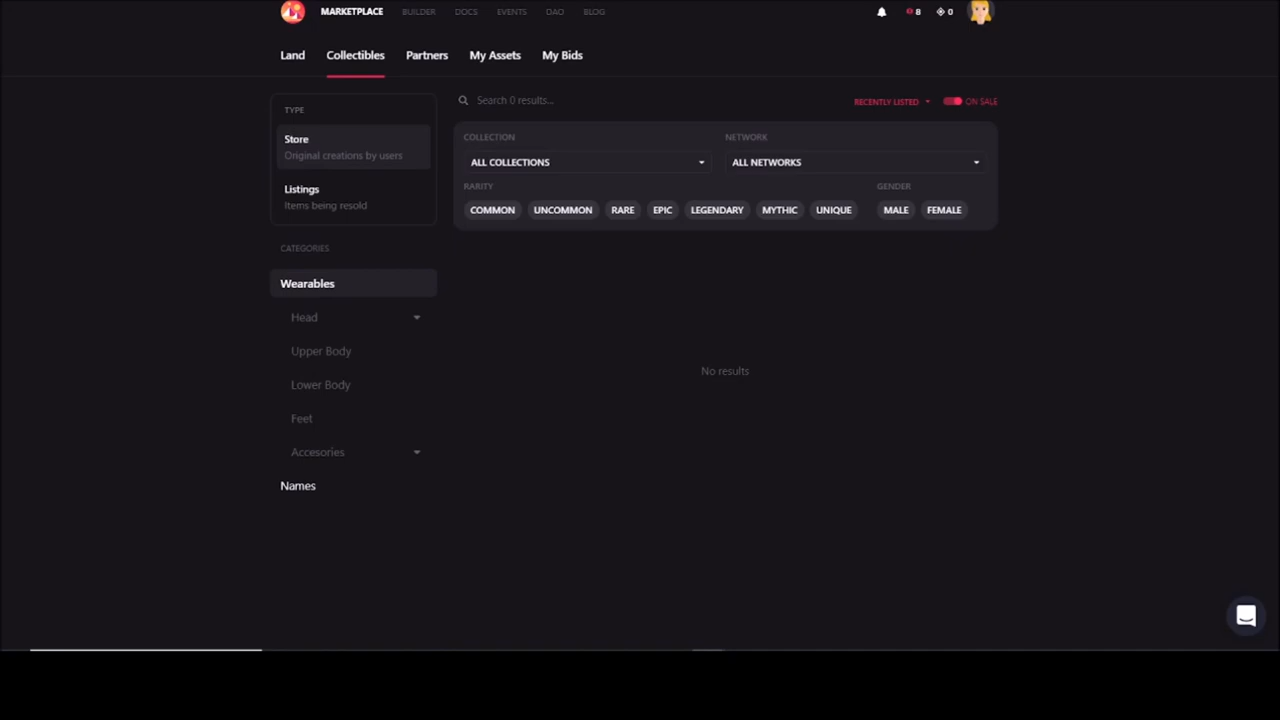 MARKETPLACE BUILDER DOCS EVENTS DAO BLOG 8 0
Land Collectibles Partners My Assets My Bids
TYPE
Store
Original creations by users
Listings
Items being resold
CATEGORIES
Wearables
Head
Upper Body
Lower Body
Feet
Accesories
Names
Search 0 results... RECENTLY LISTED ON SALE
COLLECTION NETWORK
ALL COLLECTIONS ALL NETWORKS
RARITY GENDER
COMMON UNCOMMON RARE EPIC LEGENDARY MYTHIC UNIQUE MALE FEMALE
No results